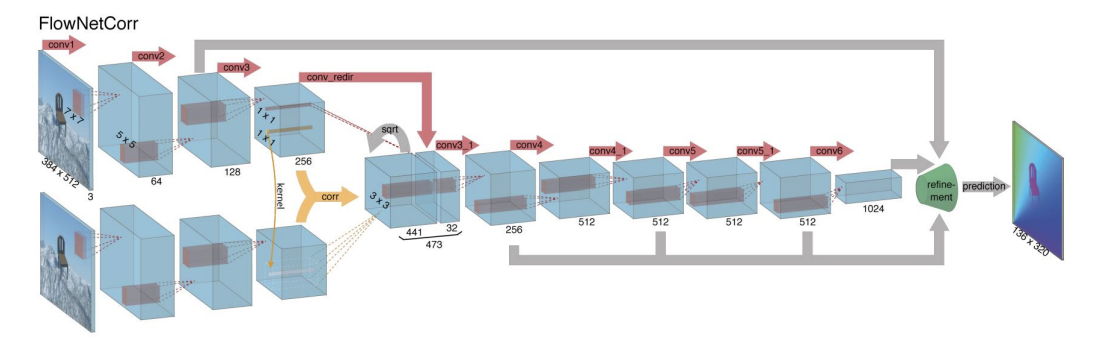 FlowNetCorr
conv1
conv2
conv3
conv_redir
sqrt
conv3_1
conv4
conv4_1
conv5
conv5_1
conv6
7 x 7
5 x 5
1 x 1
1 x 1
384 x 512
3
64
128
256
kernel
corr
3 x 3
441
32
473
256
512
512
512
512
1024
refine-
ment
prediction
136 x 320